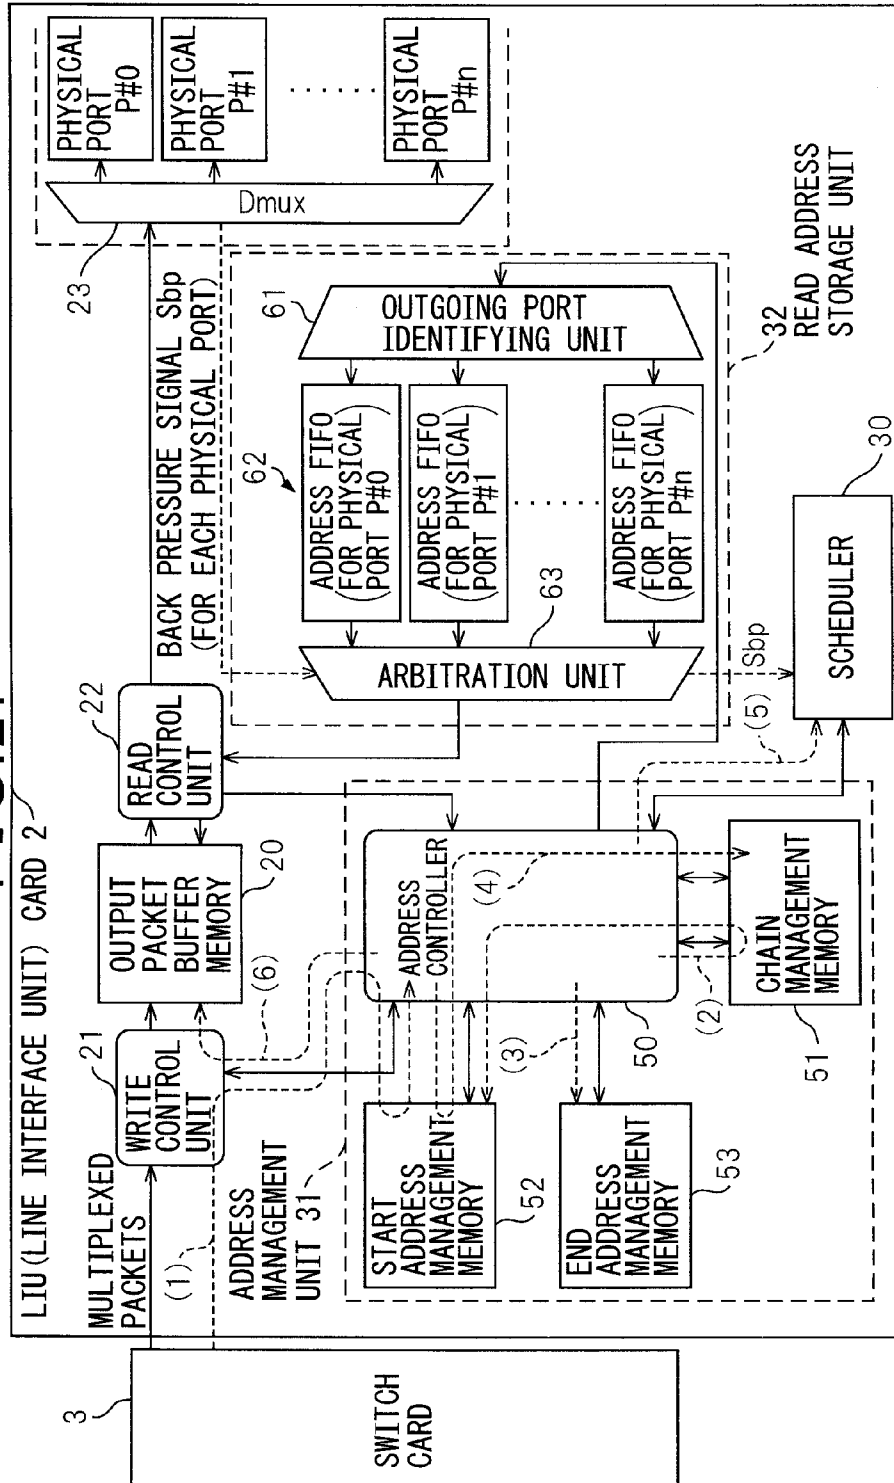 LIU(LINE INTERFACE UNIT) CARD 2
3
SWITCH
CARD
MULTIPLEXED
PACKETS
(1)
21
WRITE
CONTROL
UNIT
OUTPUT
PACKET
BUFFER
MEMORY
20
(6)
22
READ
CONTROL
UNIT
BACK PRESSURE SIGNAL Sbp
(FOR EACH PHYSICAL PORT)
23
Dmux
PHYSICAL
PORT
P#0
PHYSICAL
PORT
P#1
· · · · · · ·
PHYSICAL
PORT
P#n
ADDRESS
MANAGEMENT
UNIT 31
START
ADDRESS
MANAGEMENT
MEMORY
52
END
ADDRESS
MANAGEMENT
MEMORY
53
ADDRESS
CONTROLLER
50
(3)
(4)
(2)
CHAIN
MANAGEMENT
MEMORY
51
(5)
Sbp
SCHEDULER
30
ARBITRATION UNIT
63
62
ADDRESS FIFO
(FOR PHYSICAL
PORT P#0)
ADDRESS FIFO
(FOR PHYSICAL
PORT P#1)
· · · · · · ·
ADDRESS FIFO
(FOR PHYSICAL
PORT P#n)
61
OUTGOING PORT
IDENTIFYING UNIT
32
READ ADDRESS
STORAGE UNIT